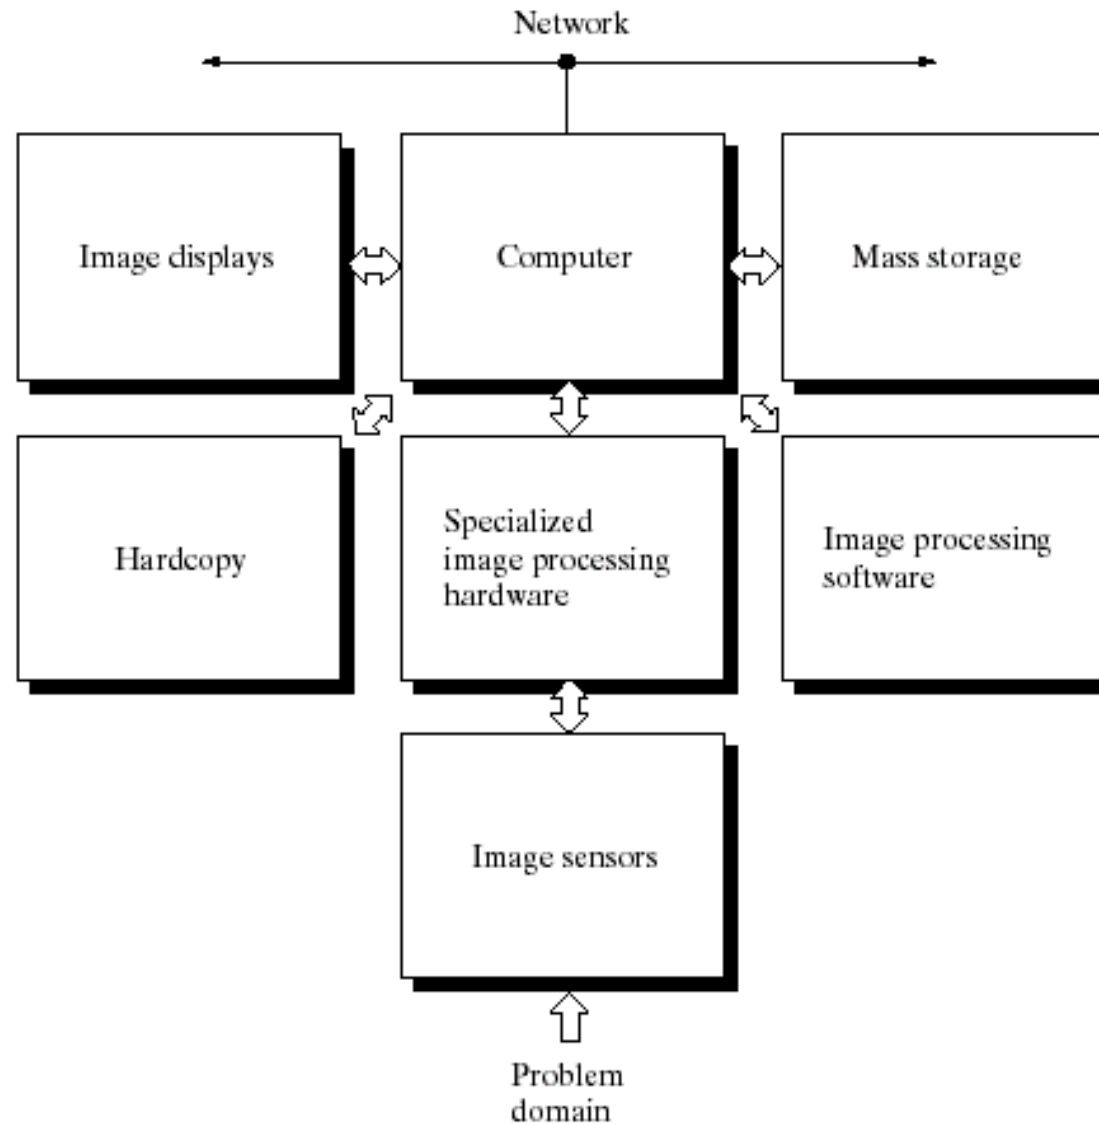 Network
Image displays
Computer
Mass storage
Hardcopy
Specialized
image processing
hardware
Image processing
software
Image sensors
Problem
domain